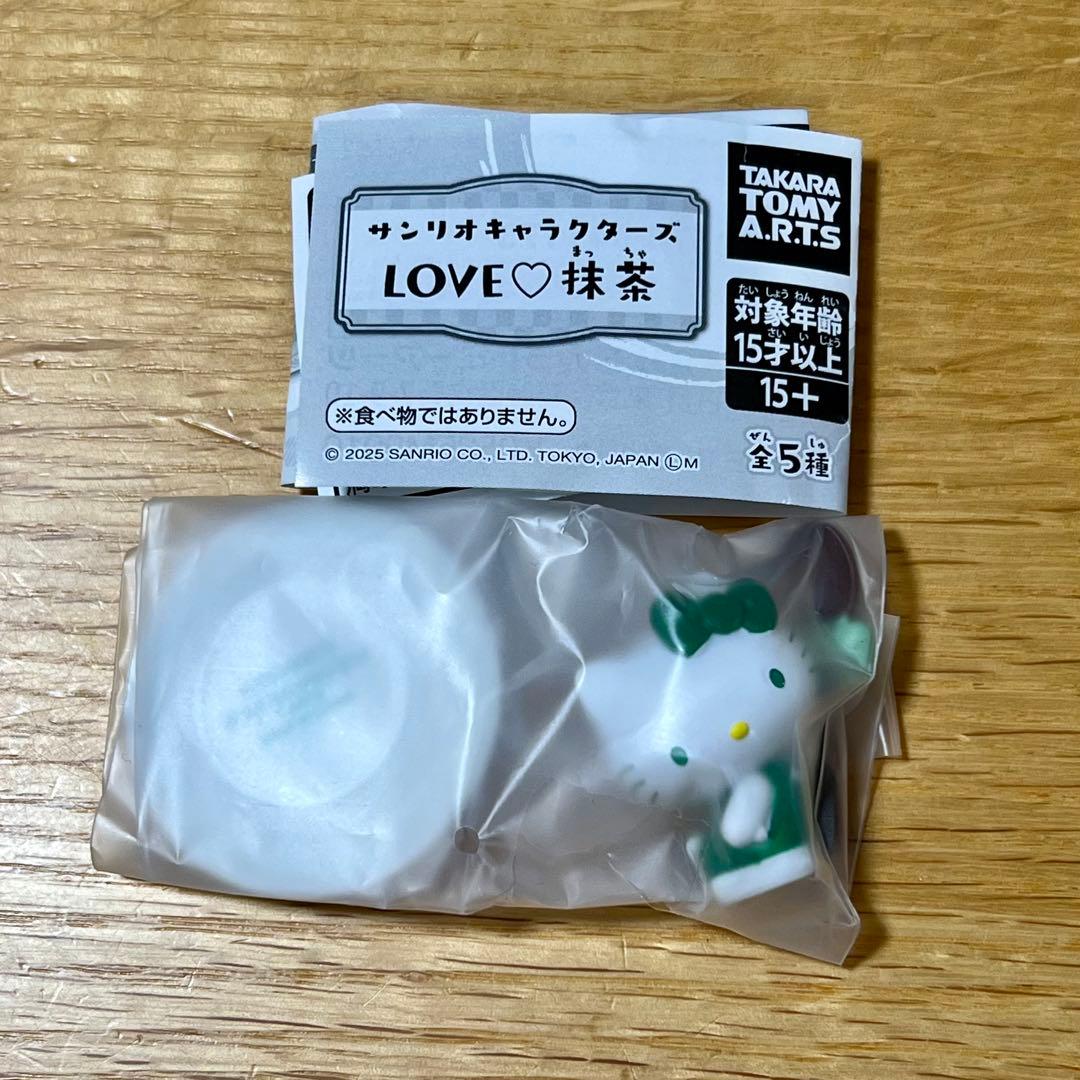 サンリオキャラクターズ
まっ ちゃ
LOVE♡抹茶
TAKARA
TOMY
A.R.T.S
たい しょう ねん れい
対象年齢
さい い じょう
15才以上
15+
※食べ物ではありません。
© 2025 SANRIO CO., LTD. TOKYO, JAPAN Ⓛ M
ぜん しゅ
全5種